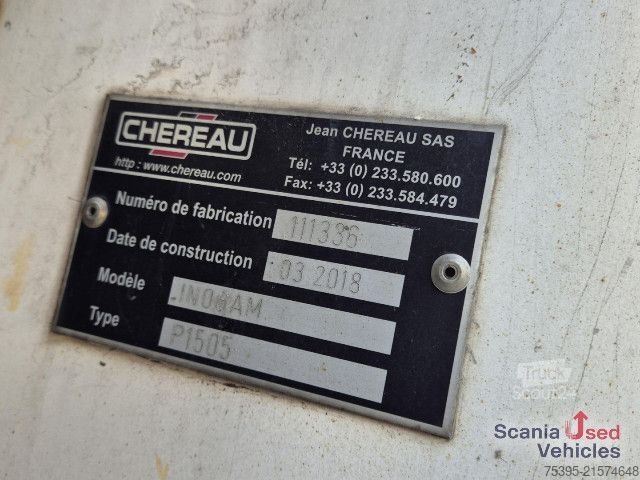 CHEREAU
http : www.chereau.com
Jean CHEREAU SAS
FRANCE
Tél: +33 (0) 233.580.600
Fax: +33 (0) 233.584.479
Numéro de fabrication 111336
Date de construction 03.2018
Modèle INOGAM
Type P1505
Truck
Scout24
Scania Used
Vehicles
75395-21574648